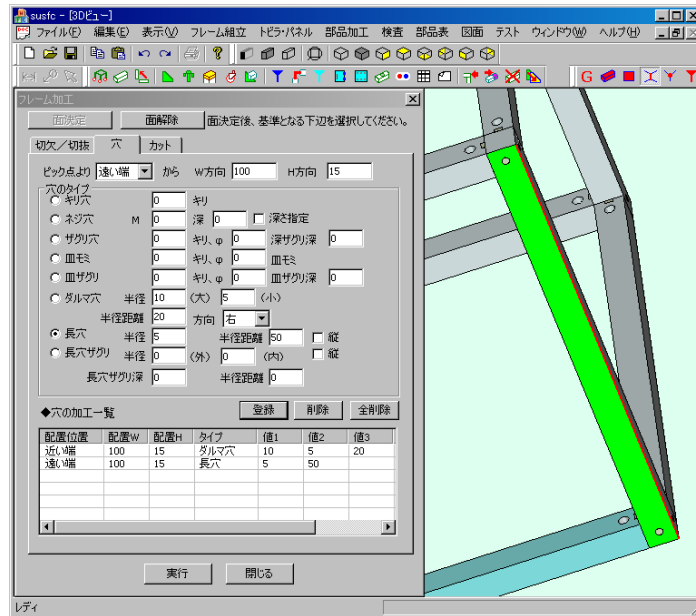 susfc - [3Dビュー]
ファイル(F) 編集(E) 表示(V) フレーム組立 トビラ・パネル 部品加工 検査 部品表 図面 テスト ウィンドウ(W) ヘルプ(H)
G
フレーム加工
面決定 面解除 面決定後、基準となる下辺を選択してください。
切欠/切抜 穴 カット
ピック点より 遠い端 から W方向 100 H方向 15
穴のタイプ
キリ穴 0 キリ
ネジ穴 M 0 深 0 深さ指定
ザグリ穴 0 キリ、φ 0 深ザグリ深 0
皿モミ 0 キリ、φ 0 皿モミ
皿ザグリ 0 キリ、φ 0 皿ザグリ深 0
ダルマ穴 半径 10 (大) 5 (小)
半径距離 20 方向 右
長穴 半径 5 半径距離 50 縦
長穴ザグリ 半径 0 (外) 0 (内) 縦
長穴ザグリ深 0 半径距離 0
◆穴の加工一覧 登録 削除 全削除
配置位置 配置W 配置H タイプ 値1 値2 値3
近い端 100 15 ダルマ穴 10 5 20
遠い端 100 15 長穴 5 50
実行 閉じる
レディ